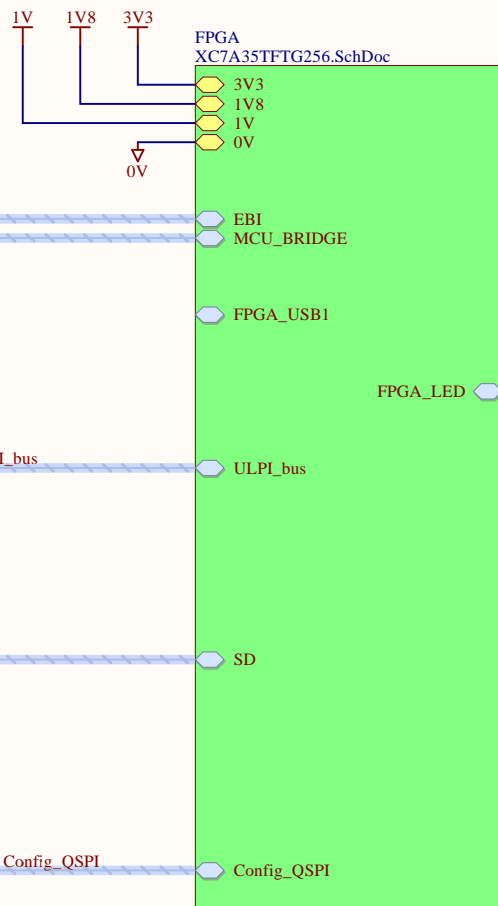 1V 1V8 3V3
FPGA
XC7A35TFTG256.SchDoc
3V3
1V8
1V
0V
0V
EBI
MCU_BRIDGE
FPGA_USB1
FPGA_LED
I_bus
ULPI_bus
SD
Config_QSPI
Config_QSPI